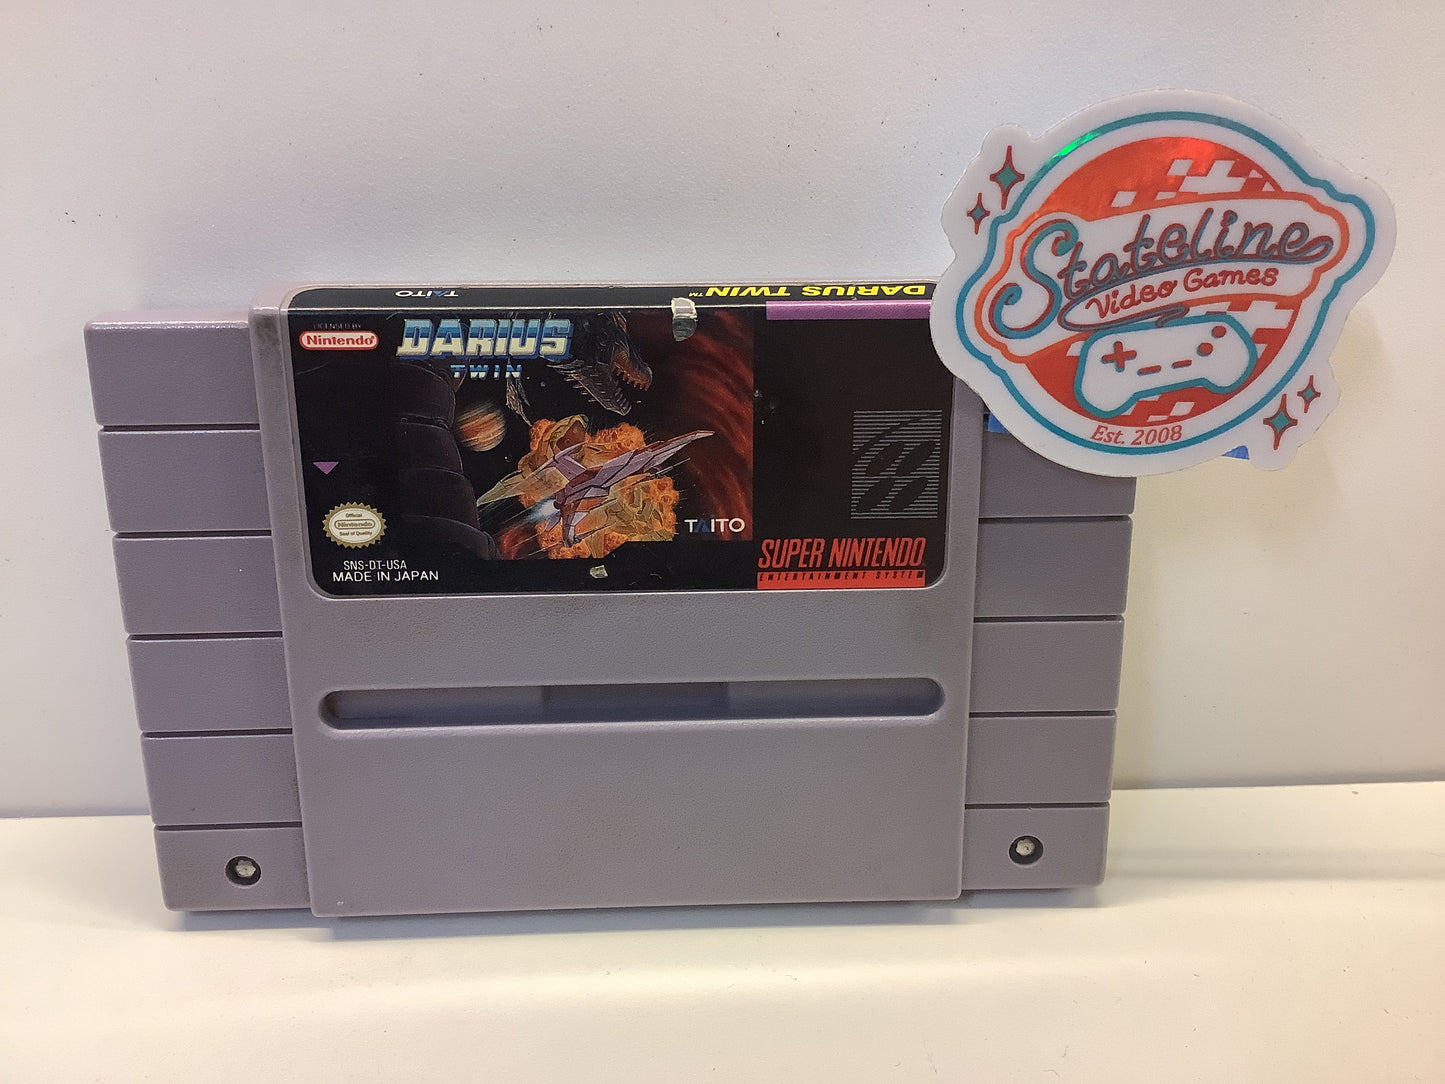 TAITO
DARIUS TWIN™
LICENSED BY
Nintendo
DARIUS
TWIN
TAITO
Official
Nintendo
Seal of Quality
SNS-DT-USA
MADE IN JAPAN
SUPER NINTENDO
ENTERTAINMENT SYSTEM
Stateline
Video Games
Est. 2008